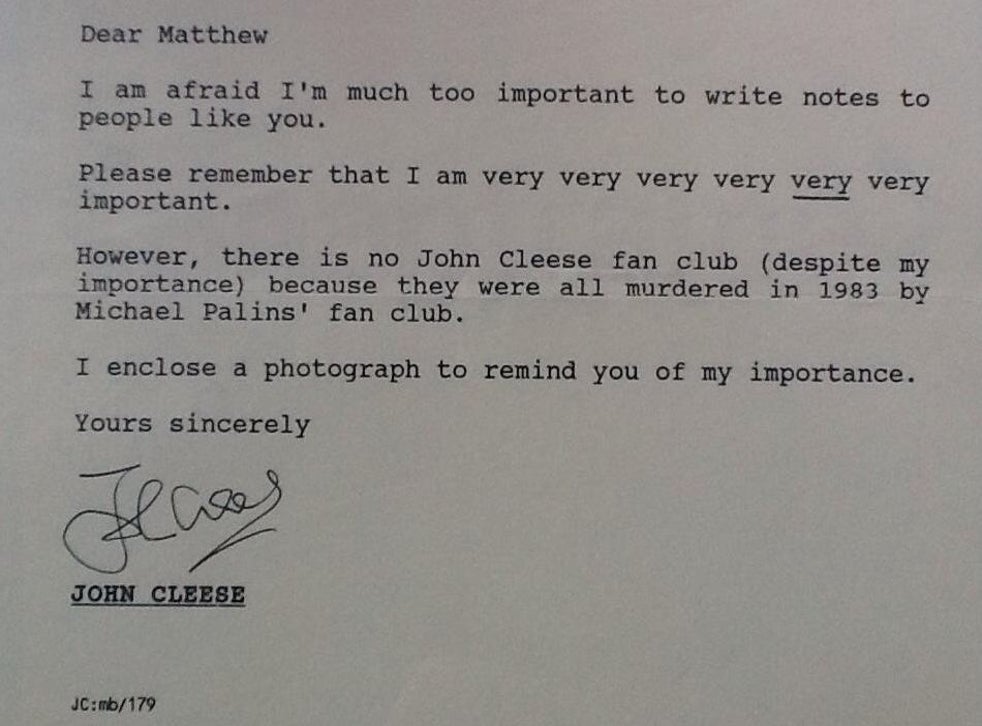 Dear Matthew
I am afraid I'm much too important to write notes to
people like you.
Please remember that I am very very very very very very
important.
However, there is no John Cleese fan club (despite my
importance) because they were all murdered in 1983 by
Michael Palins' fan club.
I enclose a photograph to remind you of my importance.
Yours sincerely
JOHN CLEESE
JC:mb/179